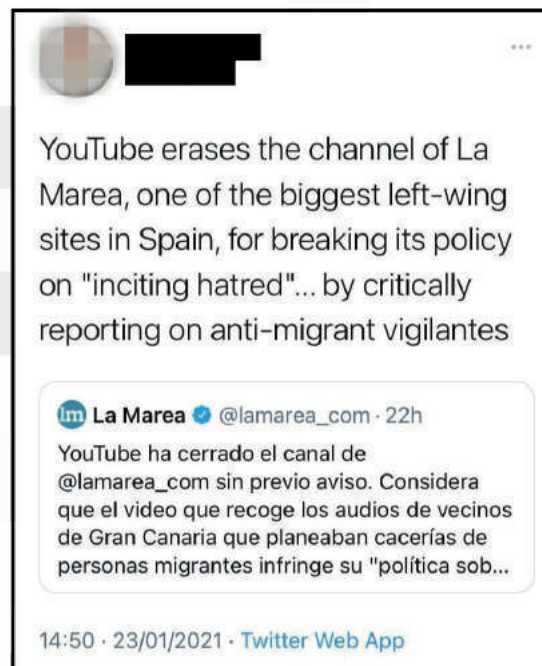 YouTube erases the channel of La
Marea, one of the biggest left-wing
sites in Spain, for breaking its policy
on "inciting hatred"... by critically
reporting on anti-migrant vigilantes
lm La Marea @lamarea_com · 22h
YouTube ha cerrado el canal de
@lamarea_com sin previo aviso. Considera
que el video que recoge los audios de vecinos
de Gran Canaria que planeaban cacerías de
personas migrantes infringe su "política sob...
14:50 · 23/01/2021 · Twitter Web App